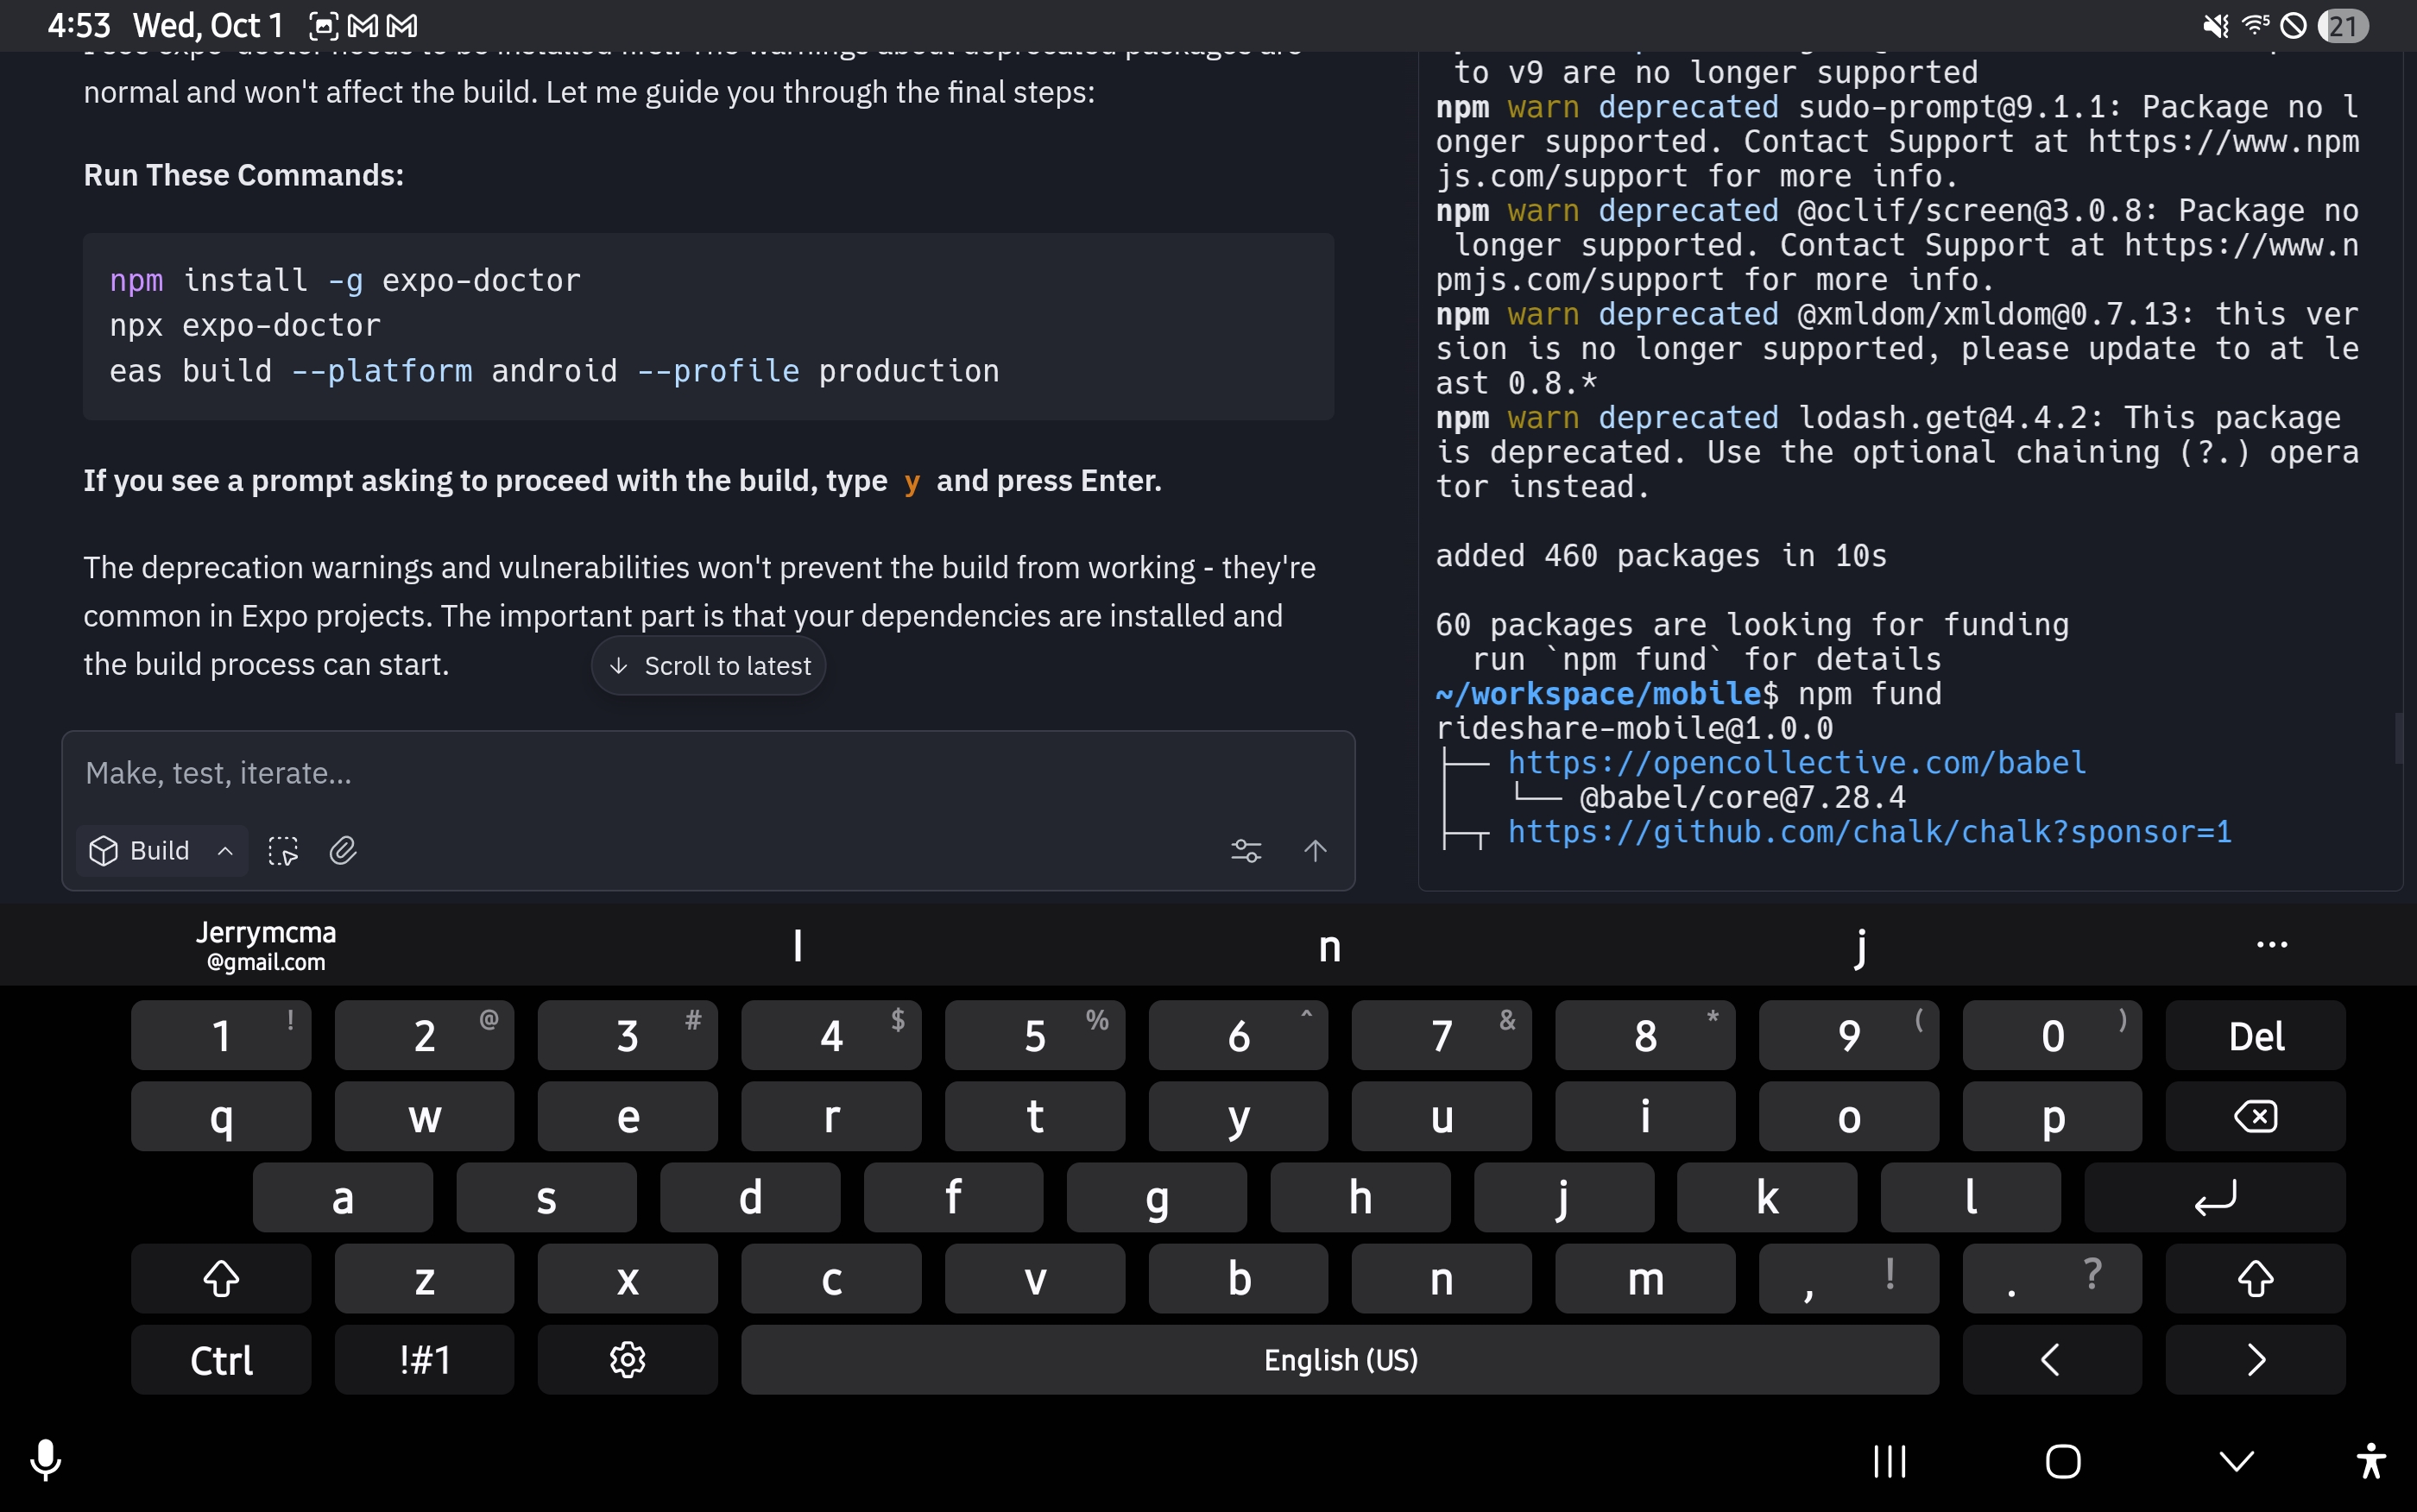 4:53 Wed, Oct 1
21
normal and won't affect the build. Let me guide you through the final steps:
Run These Commands:
npm install -g expo-doctor
npx expo-doctor
eas build --platform android --profile production
If you see a prompt asking to proceed with the build, type y and press Enter.
The deprecation warnings and vulnerabilities won't prevent the build from working - they're
common in Expo projects. The important part is that your dependencies are installed and
the build process can start.
Scroll to latest
Make, test, iterate...
Build
to v9 are no longer supported
npm warn deprecated sudo-prompt@9.1.1: Package no l
onger supported. Contact Support at https://www.npm
js.com/support for more info.
npm warn deprecated @oclif/screen@3.0.8: Package no
longer supported. Contact Support at https://www.n
pmjs.com/support for more info.
npm warn deprecated @xmldom/xmldom@0.7.13: this ver
sion is no longer supported, please update to at le
ast 0.8.*
npm warn deprecated lodash.get@4.4.2: This package
is deprecated. Use the optional chaining (?.) opera
tor instead.
added 460 packages in 10s
60 packages are looking for funding
run `npm fund` for details
~/workspace/mobile$ npm fund
rideshare-mobile@1.0.0
├── https://opencollective.com/babel
│   └── @babel/core@7.28.4
├─┬ https://github.com/chalk/chalk?sponsor=1
Jerrymcma
@gmail.com
I n j ...
1 ! 2 @ 3 # 4 $ 5 % 6 ^ 7 & 8 * 9 ( 0 ) Del
q w e r t y u i o p
a s d f g h j k l
z x c v b n m , ! . ?
Ctrl !#1 English (US) < >